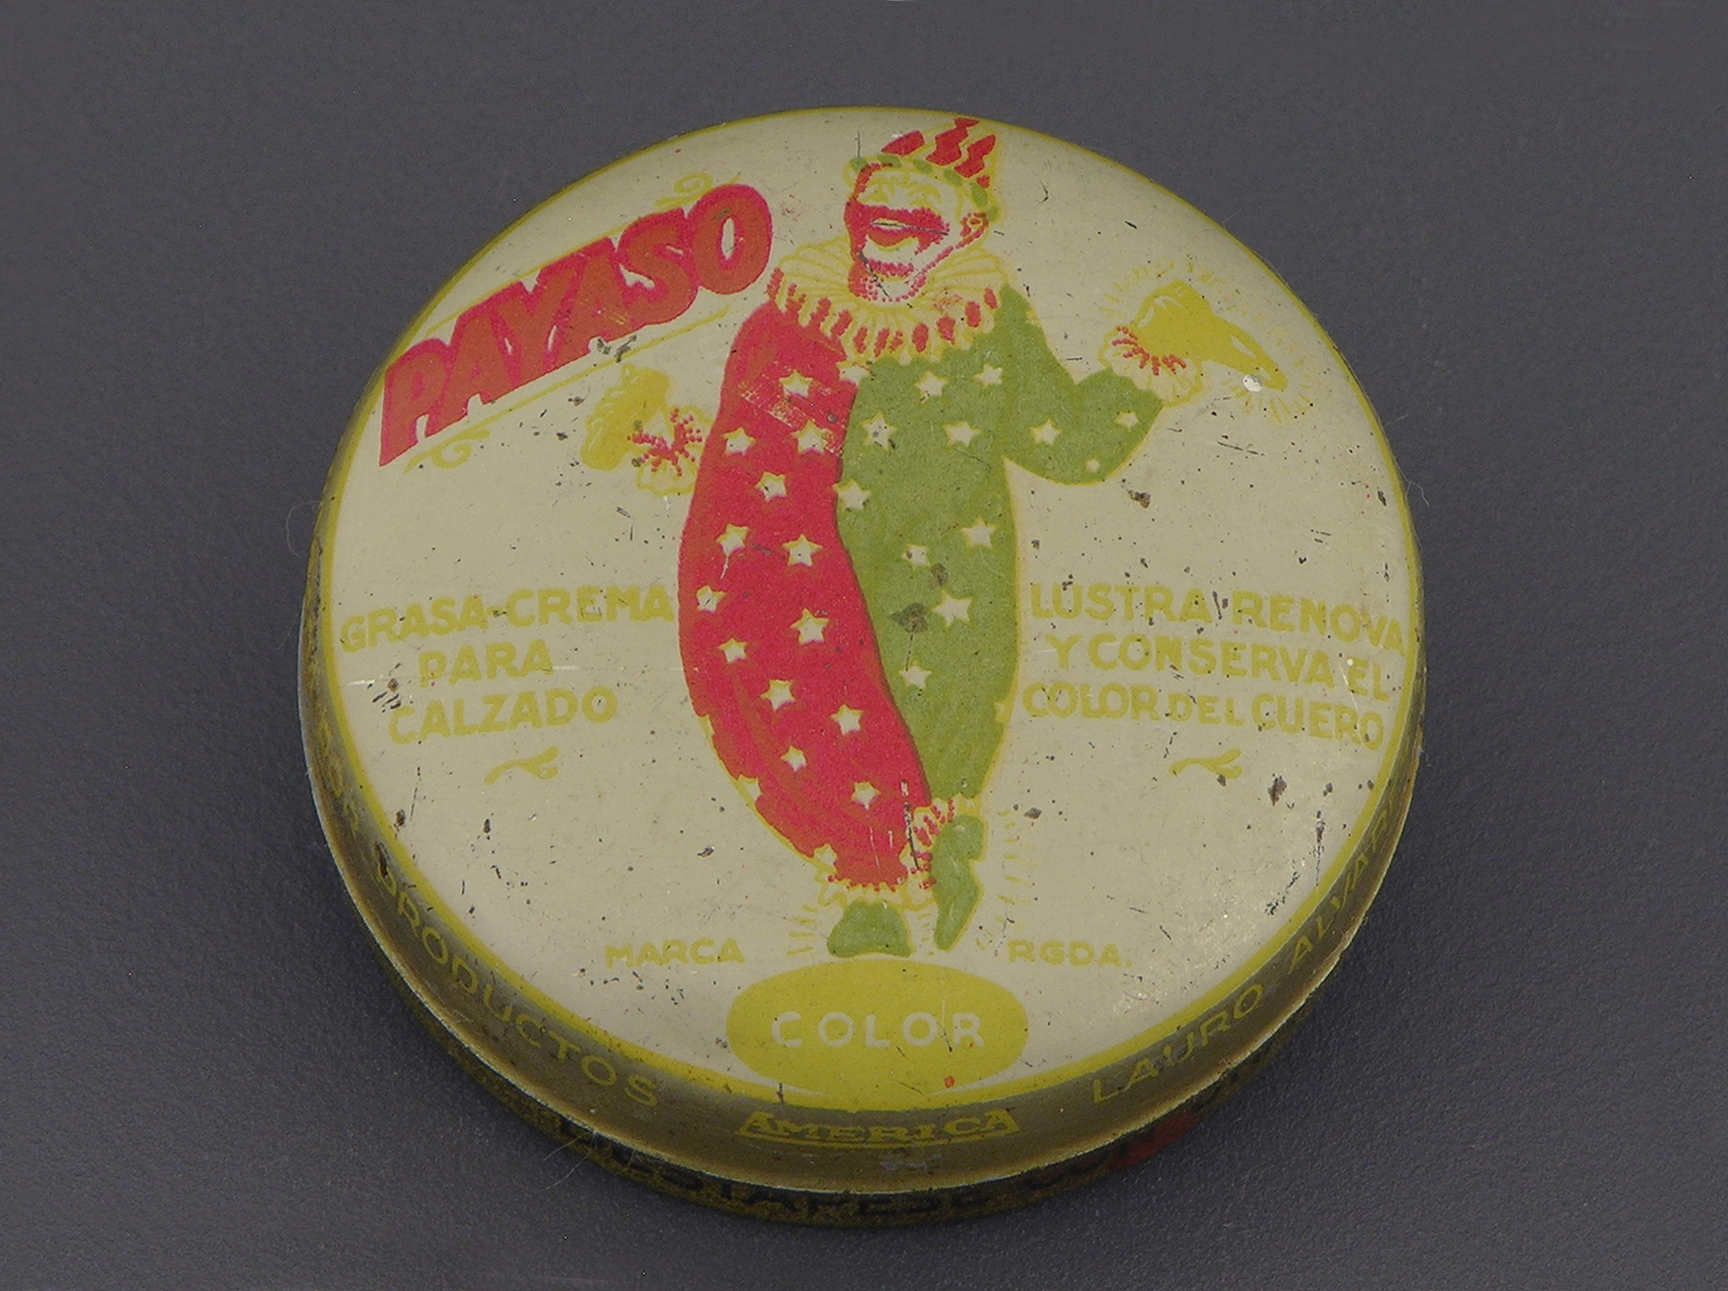 PAYASO
GRASA-CREMA
PARA
CALZADO
LUSTRA, RENOVA
Y CONSERVA EL
COLOR DEL CUERO
MARCA
RGDA.
COLOR
PRODUCTOS
AMERICA
LAURO